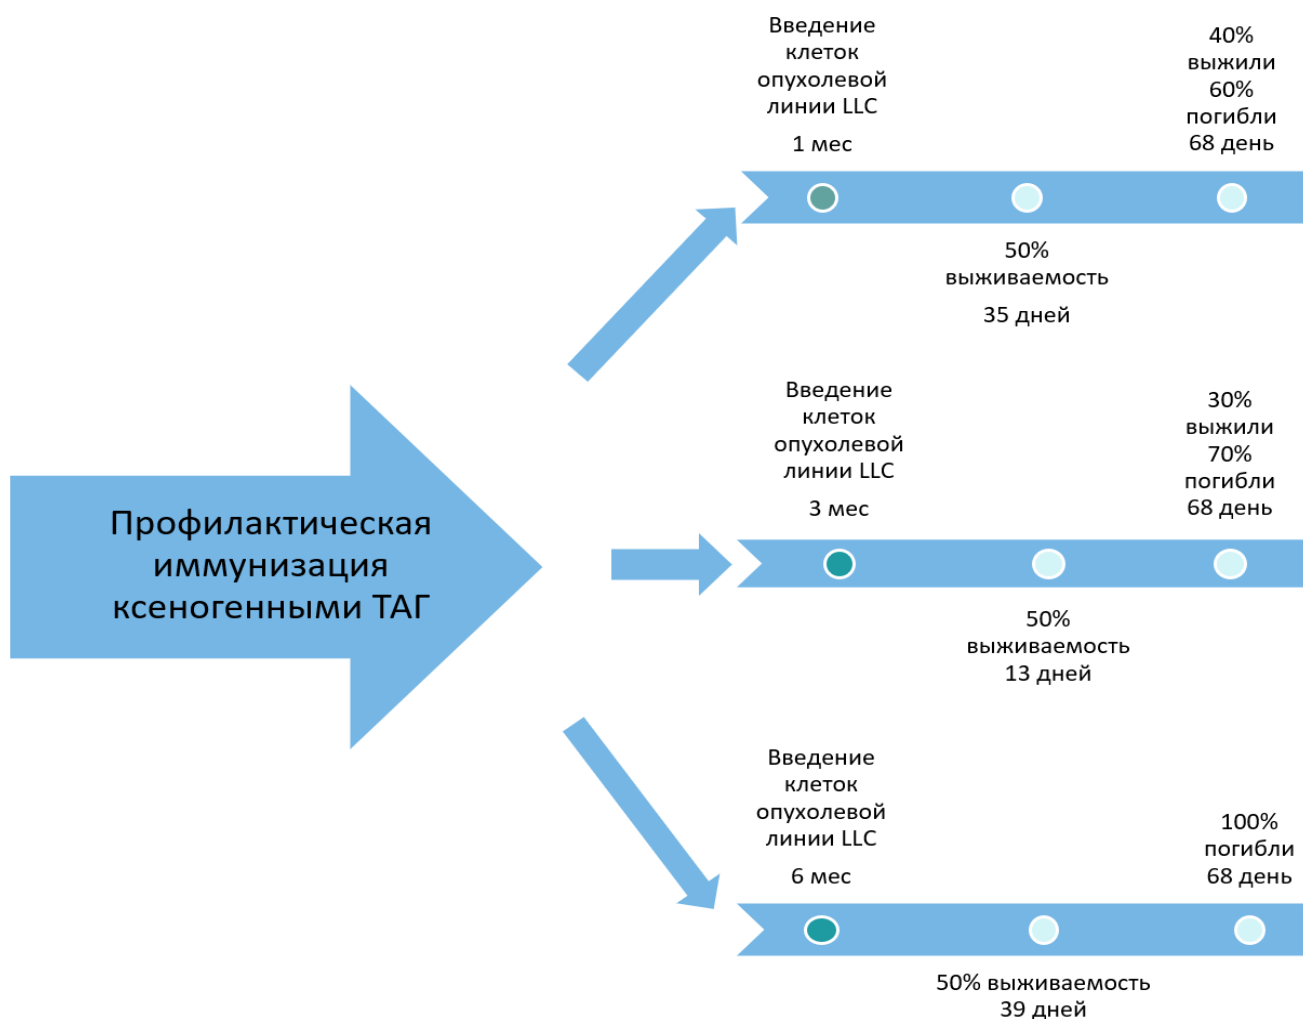 Профилактическая
иммунизация
ксеногенными ТАГ
Введение
клеток
опухолевой
линии LLC
1 мес
50%
выживаемость
35 дней
40%
выжили
60%
погибли
68 день
Введение
клеток
опухолевой
линии LLC
3 мес
50%
выживаемость
13 дней
30%
выжили
70%
погибли
68 день
Введение
клеток
опухолевой
линии LLC
6 мес
50% выживаемость
39 дней
100%
погибли
68 день